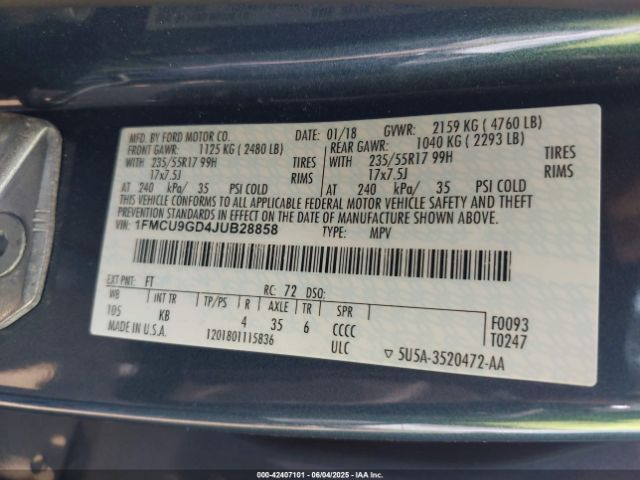 MFD. BY FORD MOTOR CO. 01/18 GVWR: 2159 KG ( 4760 LB)
FRONT GAWR: 1125 KG ( 2480 LB) REAR GAWR: 1040 KG ( 2293 LB)
WITH 235/55R17 99H TIRES WITH 235/55R17 99H TIRES
17x7.5J RIMS 17x7.5J RIMS
AT 240 kPa/ 35 PSI COLD AT 240 kPa/ 35 PSI COLD
THIS VEHICLE CONFORMS TO ALL APPLICABLE FEDERAL MOTOR VEHICLE SAFETY AND THEFT
PREVENTION STANDARDS IN EFFECT ON THE DATE OF MANUFACTURE SHOWN ABOVE.
VIN: 1FMCU9GD4JUB28858 TYPE: MPV
EXT PNT: FT RC: 72 DSO:
WB INT TR TP/PS R AXLE TR SPR F0093
105 KB 4 35 6 CCCC T0247
MADE IN U.S.A. 1201801115836 ULC ▽ 5U5A-3520472-AA
000-42407101 - 06/04/2025 - IAA Inc.